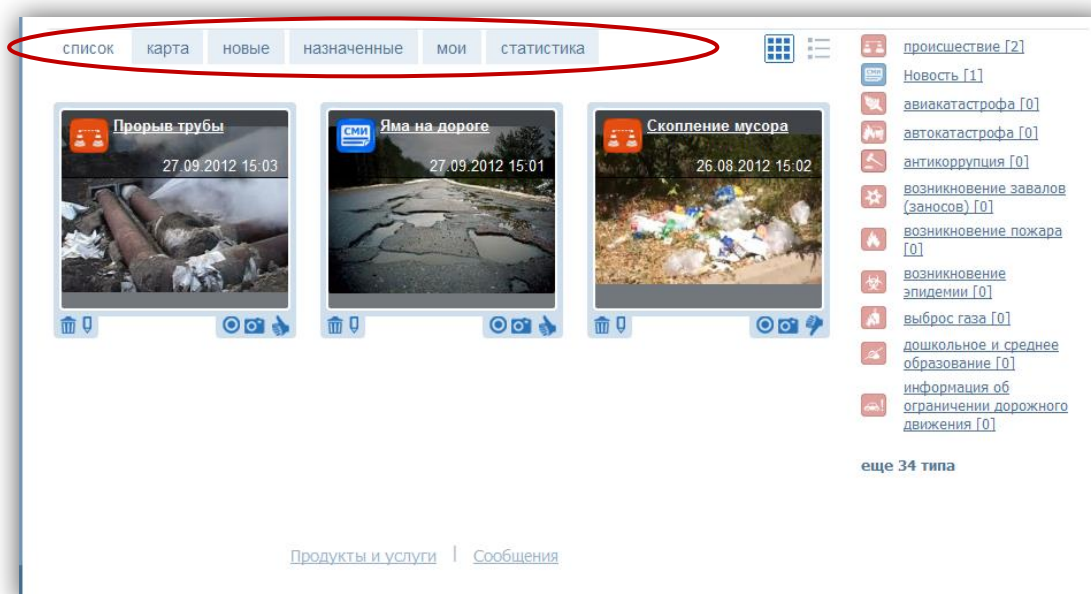 список карта новые назначенные мои статистика
Прорыв трубы
27.09.2012 15:03
СМИ Яма на дороге
27.09.2012 15:01
Скопление мусора
26.08.2012 15:02
происшествие [2]
СМИ Новость [1]
авиакатастрофа [0]
автокатастрофа [0]
антикоррупция [0]
возникновение завалов
(заносов) [0]
возникновение пожара
[0]
возникновение
эпидемии [0]
выброс газа [0]
дошкольное и среднее
образование [0]
информация об
ограничении дорожного
движения [0]
еще 34 типа
Продукты и услуги | Сообщения